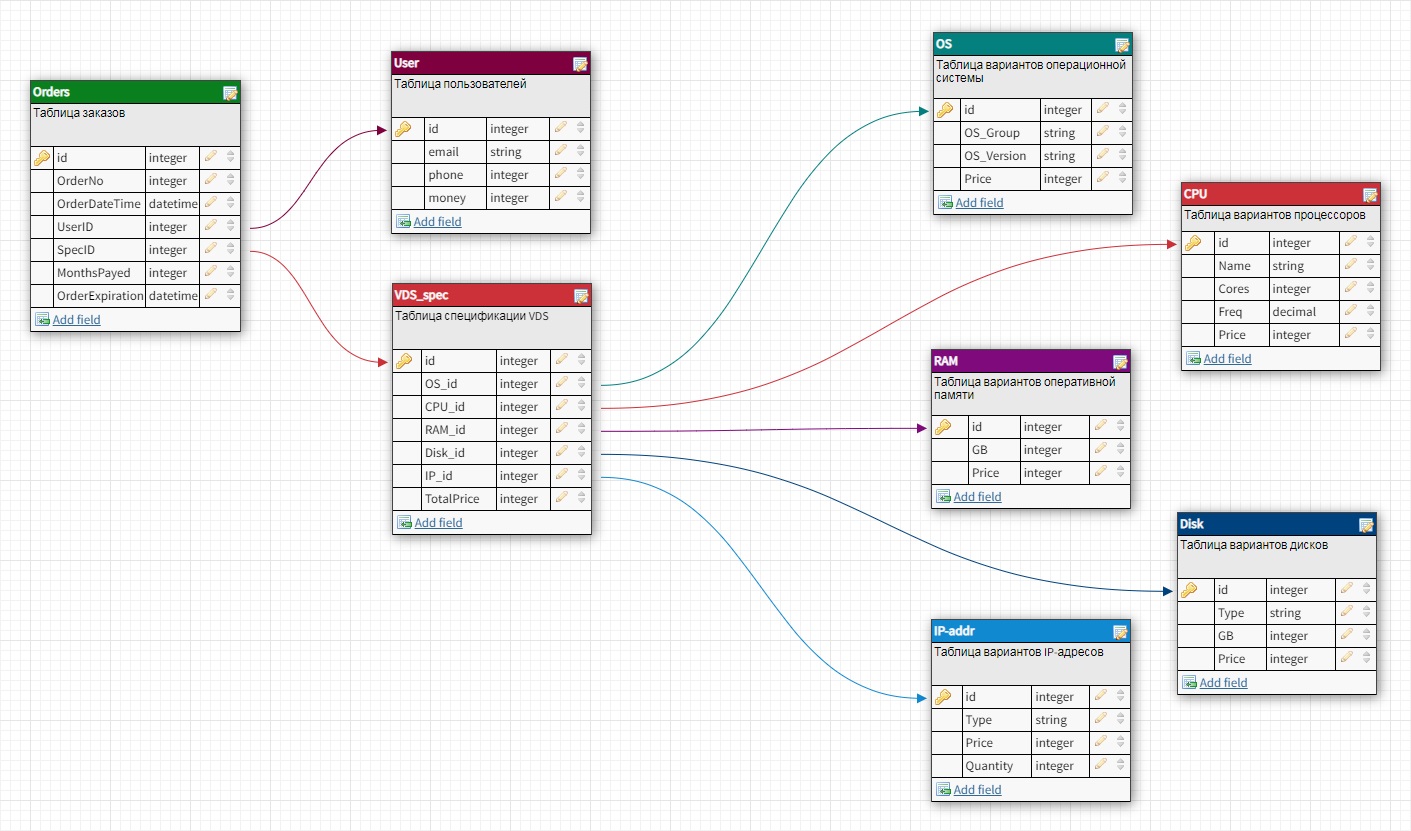 Orders
Таблица заказов
id integer
OrderNo integer
OrderDateTime datetime
UserID integer
SpecID integer
MonthsPayed integer
OrderExpiration datetime
Add field
User
Таблица пользователей
id integer
email string
phone integer
money integer
Add field
VDS_spec
Таблица спецификации VDS
id integer
OS_id integer
CPU_id integer
RAM_id integer
Disk_id integer
IP_id integer
TotalPrice integer
Add field
OS
Таблица вариантов операционной
системы
id integer
OS_Group string
OS_Version string
Price integer
Add field
CPU
Таблица вариантов процессоров
id integer
Name string
Cores integer
Freq decimal
Price integer
Add field
RAM
Таблица вариантов оперативной
памяти
id integer
GB integer
Price integer
Add field
Disk
Таблица вариантов дисков
id integer
Type string
GB integer
Price integer
Add field
IP-addr
Таблица вариантов IP-адресов
id integer
Type string
Price integer
Quantity integer
Add field